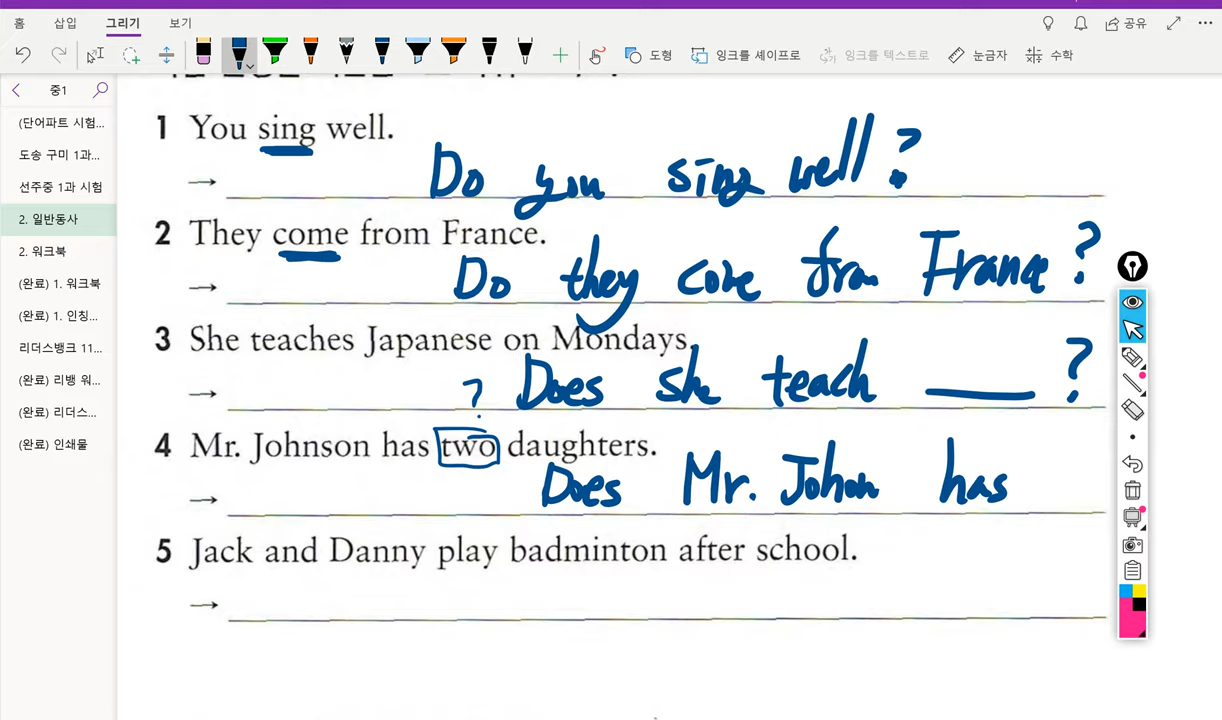 홈 삽입 그리기 보기 공유
도형 잉크를 셰이프로 잉크를 텍스트로 눈금자 수학
중1
(단어파트 시험...
도송 구미 1과...
선주중 1과 시험
2. 일반동사
2. 워크북
(완료) 1. 워크북
(완료) 1. 인칭...
리더스뱅크 11...
(완료) 리뱅 워...
(완료) 리더스...
(완료) 인쇄물
1 You sing well.
→ Do you sing well?
2 They come from France.
→ Do they come from France?
3 She teaches Japanese on Mondays.
→ ? Does she teach ___ ?
4 Mr. Johnson has two daughters.
→ Does Mr. Johon has
5 Jack and Danny play badminton after school.
→